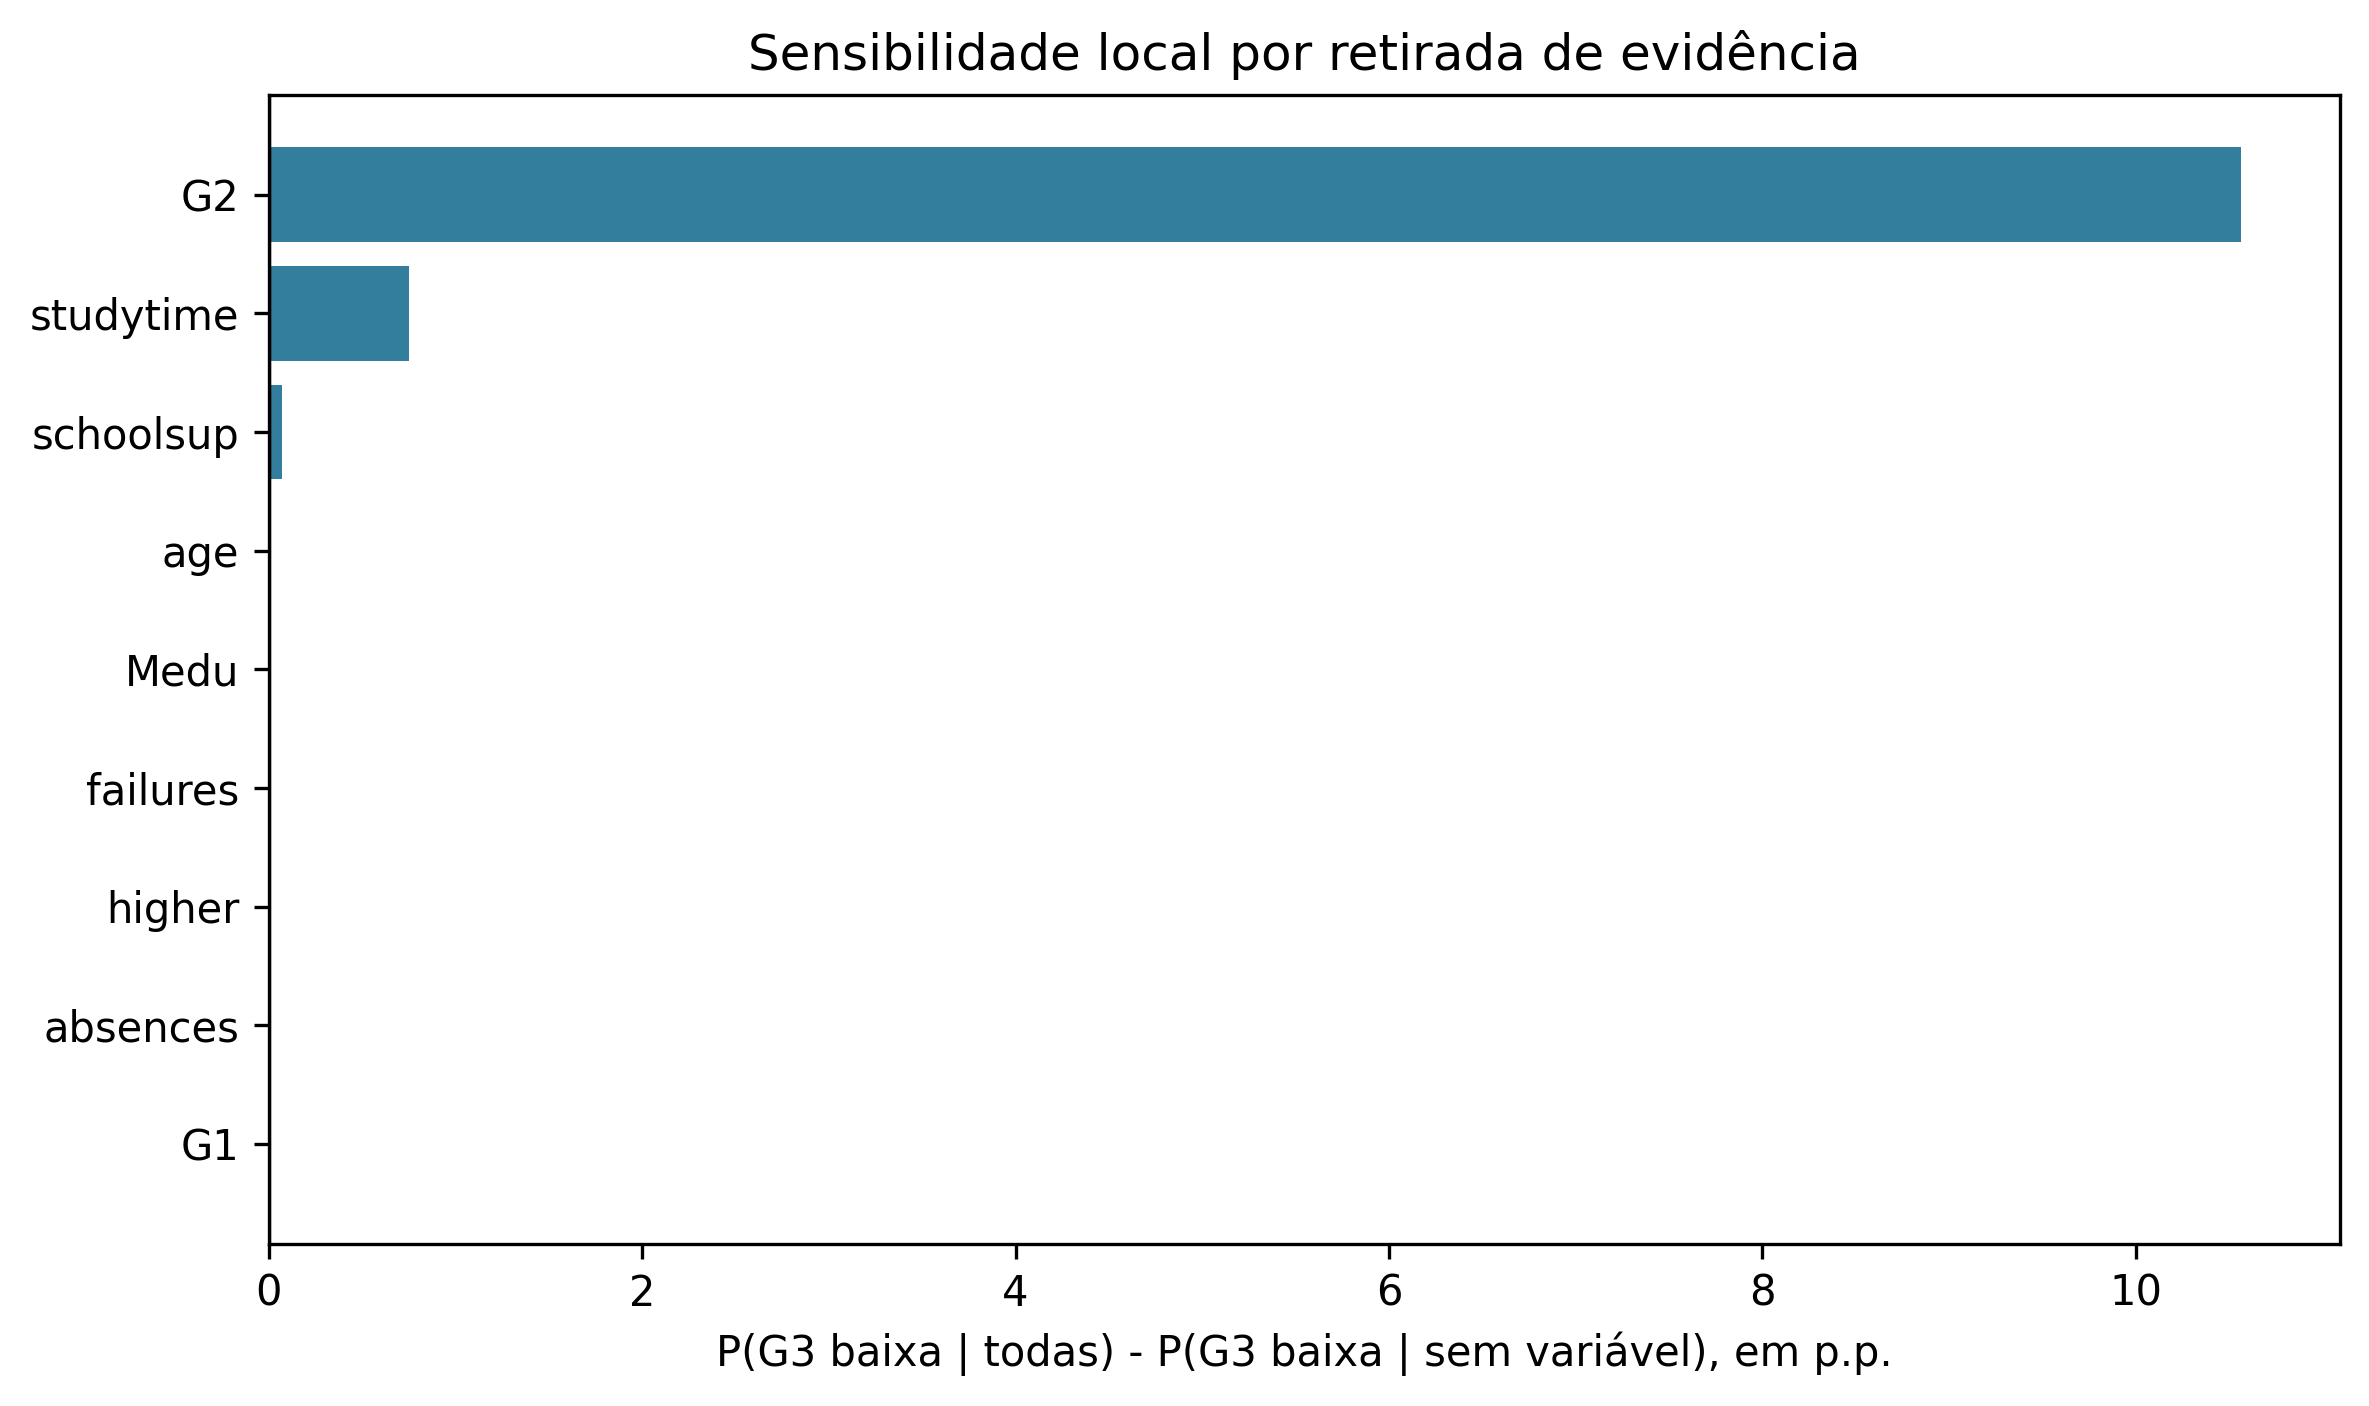 Sensibilidade local por retirada de evidência
G2
studytime
schoolsup
age
Medu
failures
higher
absences
G1
0 2 4 6 8 10
P(G3 baixa | todas) - P(G3 baixa | sem variável), em p.p.